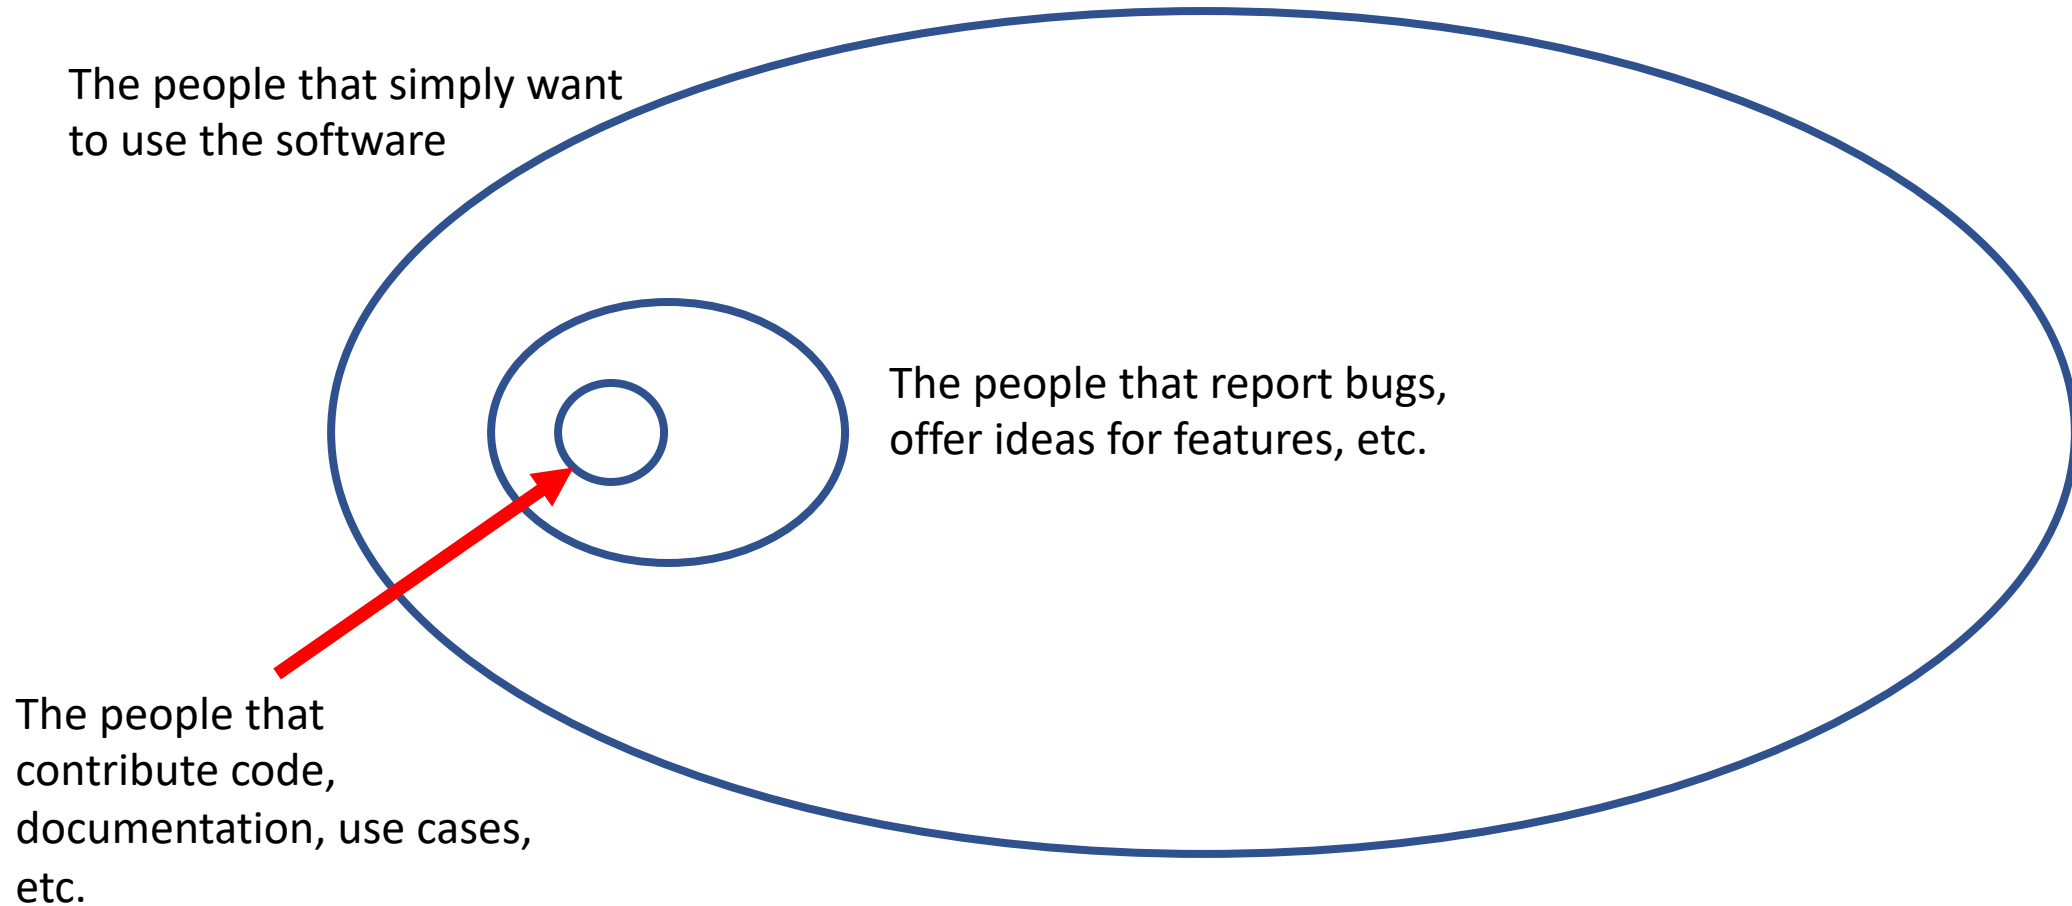 The people that simply want
to use the software
The people that report bugs,
offer ideas for features, etc.
The people that
contribute code,
documentation, use cases,
etc.